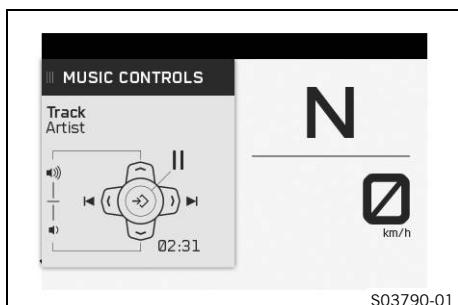 MUSIC CONTROLS
Track
Artist
02:31
N
0
km/h
S03790-01